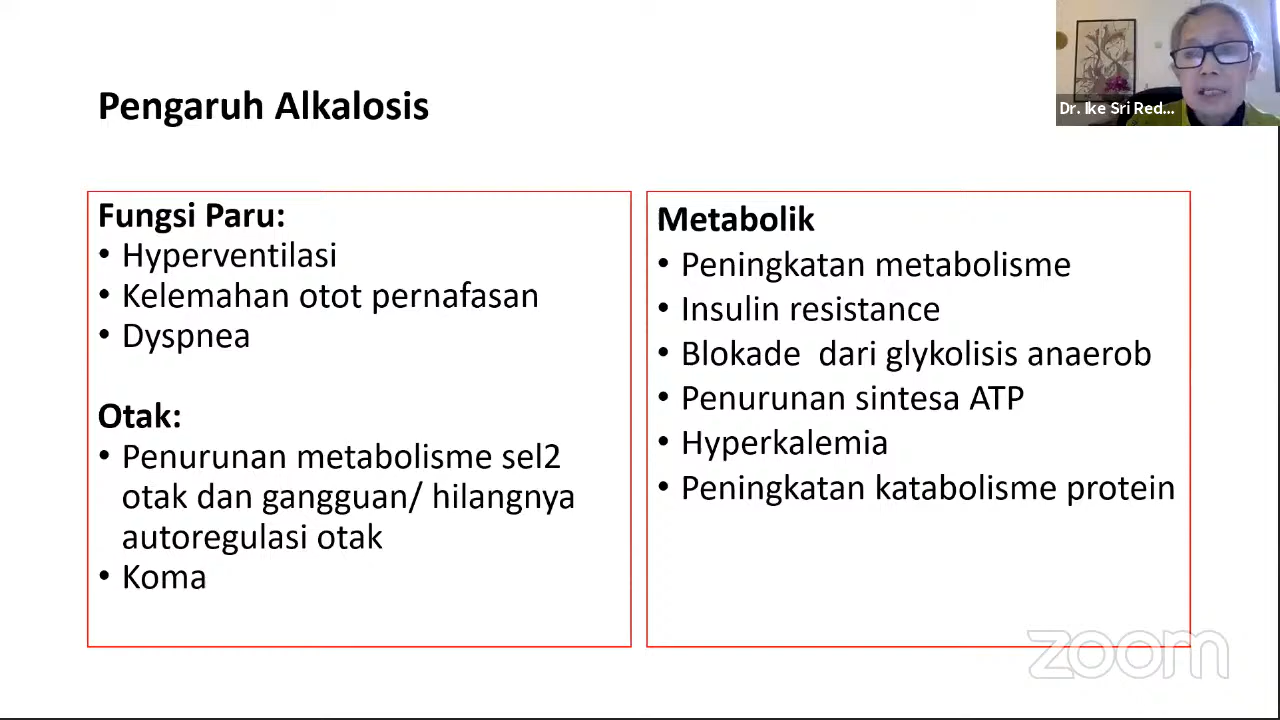 Dr. Ike Sri Red...
Pengaruh Alkalosis
Fungsi Paru:
• Hyperventilasi
• Kelemahan otot pernafasan
• Dyspnea
Otak:
• Penurunan metabolisme sel2
otak dan gangguan/ hilangnya
autoregulasi otak
• Koma
Metabolik
• Peningkatan metabolisme
• Insulin resistance
• Blokade  dari glykolisis anaerob
• Penurunan sintesa ATP
• Hyperkalemia
• Peningkatan katabolisme protein
zoom